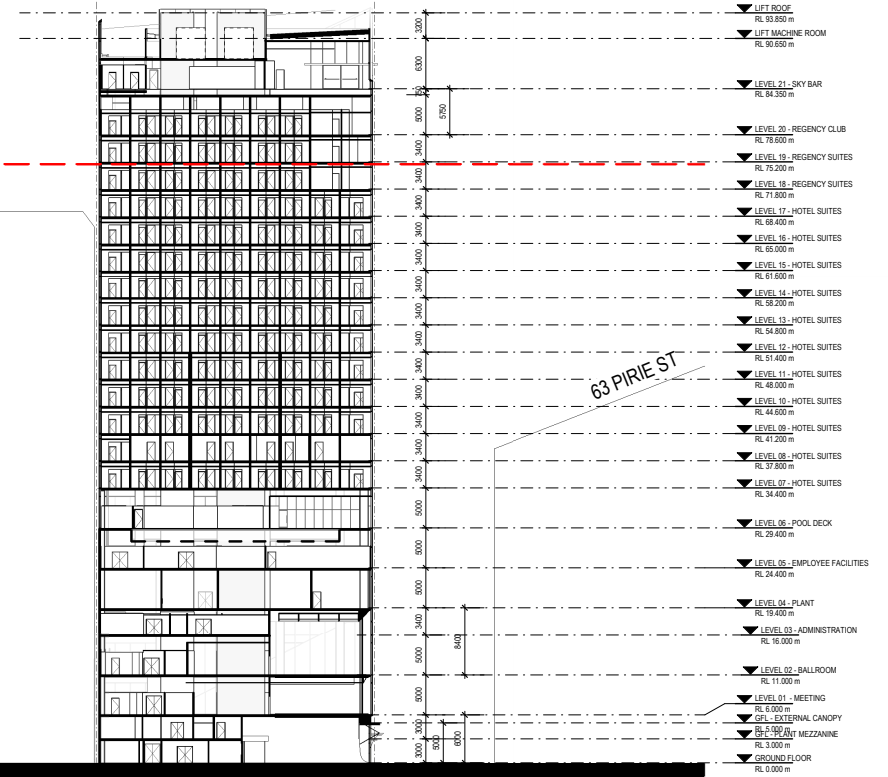 LIFT ROOF
RL 93.850 m
LIFT MACHINE ROOM
RL 90.650 m
LEVEL 21 - SKY BAR
RL 84.350 m
LEVEL 20 - REGENCY CLUB
RL 78.600 m
LEVEL 19 - REGENCY SUITES
RL 75.200 m
LEVEL 18 - REGENCY SUITES
RL 71.800 m
LEVEL 17 - HOTEL SUITES
RL 68.400 m
LEVEL 16 - HOTEL SUITES
RL 65.000 m
LEVEL 15 - HOTEL SUITES
RL 61.600 m
LEVEL 14 - HOTEL SUITES
RL 58.200 m
LEVEL 13 - HOTEL SUITES
RL 54.800 m
LEVEL 12 - HOTEL SUITES
RL 51.400 m
LEVEL 11 - HOTEL SUITES
RL 48.000 m
LEVEL 10 - HOTEL SUITES
RL 44.600 m
LEVEL 09 - HOTEL SUITES
RL 41.200 m
LEVEL 08 - HOTEL SUITES
RL 37.800 m
LEVEL 07 - HOTEL SUITES
RL 34.400 m
LEVEL 06 - POOL DECK
RL 29.400 m
LEVEL 05 - EMPLOYEE FACILITIES
RL 24.400 m
LEVEL 04 - PLANT
RL 19.400 m
LEVEL 03 - ADMINISTRATION
RL 16.000 m
LEVEL 02 - BALLROOM
RL 11.000 m
LEVEL 01 - MEETING
RL 6.000 m
GFL - EXTERNAL CANOPY
RL 5.000 m
GFL - PLANT MEZZANINE
RL 3.000 m
GROUND FLOOR
RL 0.000 m
63 PIRIE ST
3200
6300
750
5000
5750
3400
3400
3400
3400
3400
3400
3400
3400
3400
3400
3400
3400
3400
5000
5000
5000
3400
5000
8400
5000
3000
3000
5000
6000